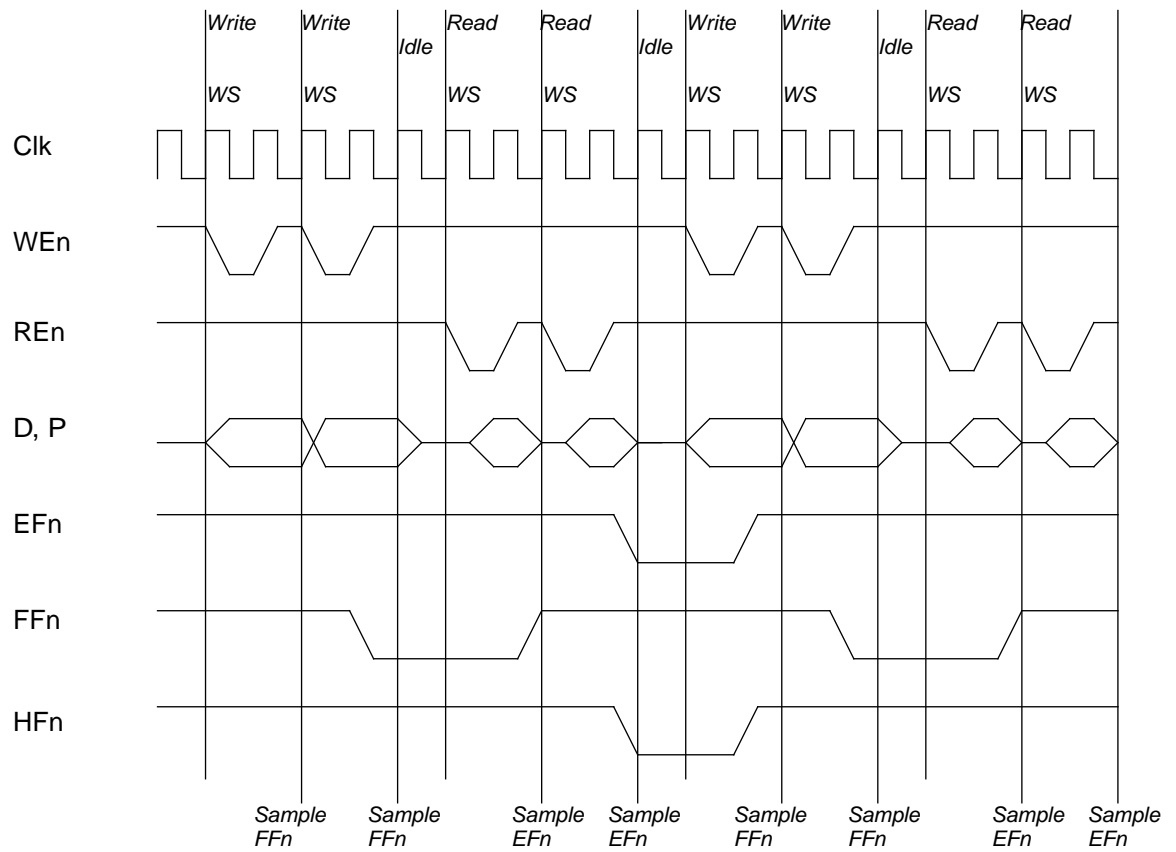 Write Write Read Read Write Write Read Read
Idle Idle Idle
WS WS WS WS WS WS WS WS
Clk
WEn
REn
D, P
EFn
FFn
HFn
Sample Sample Sample Sample Sample Sample Sample Sample
FFn FFn EFn EFn FFn FFn EFn EFn